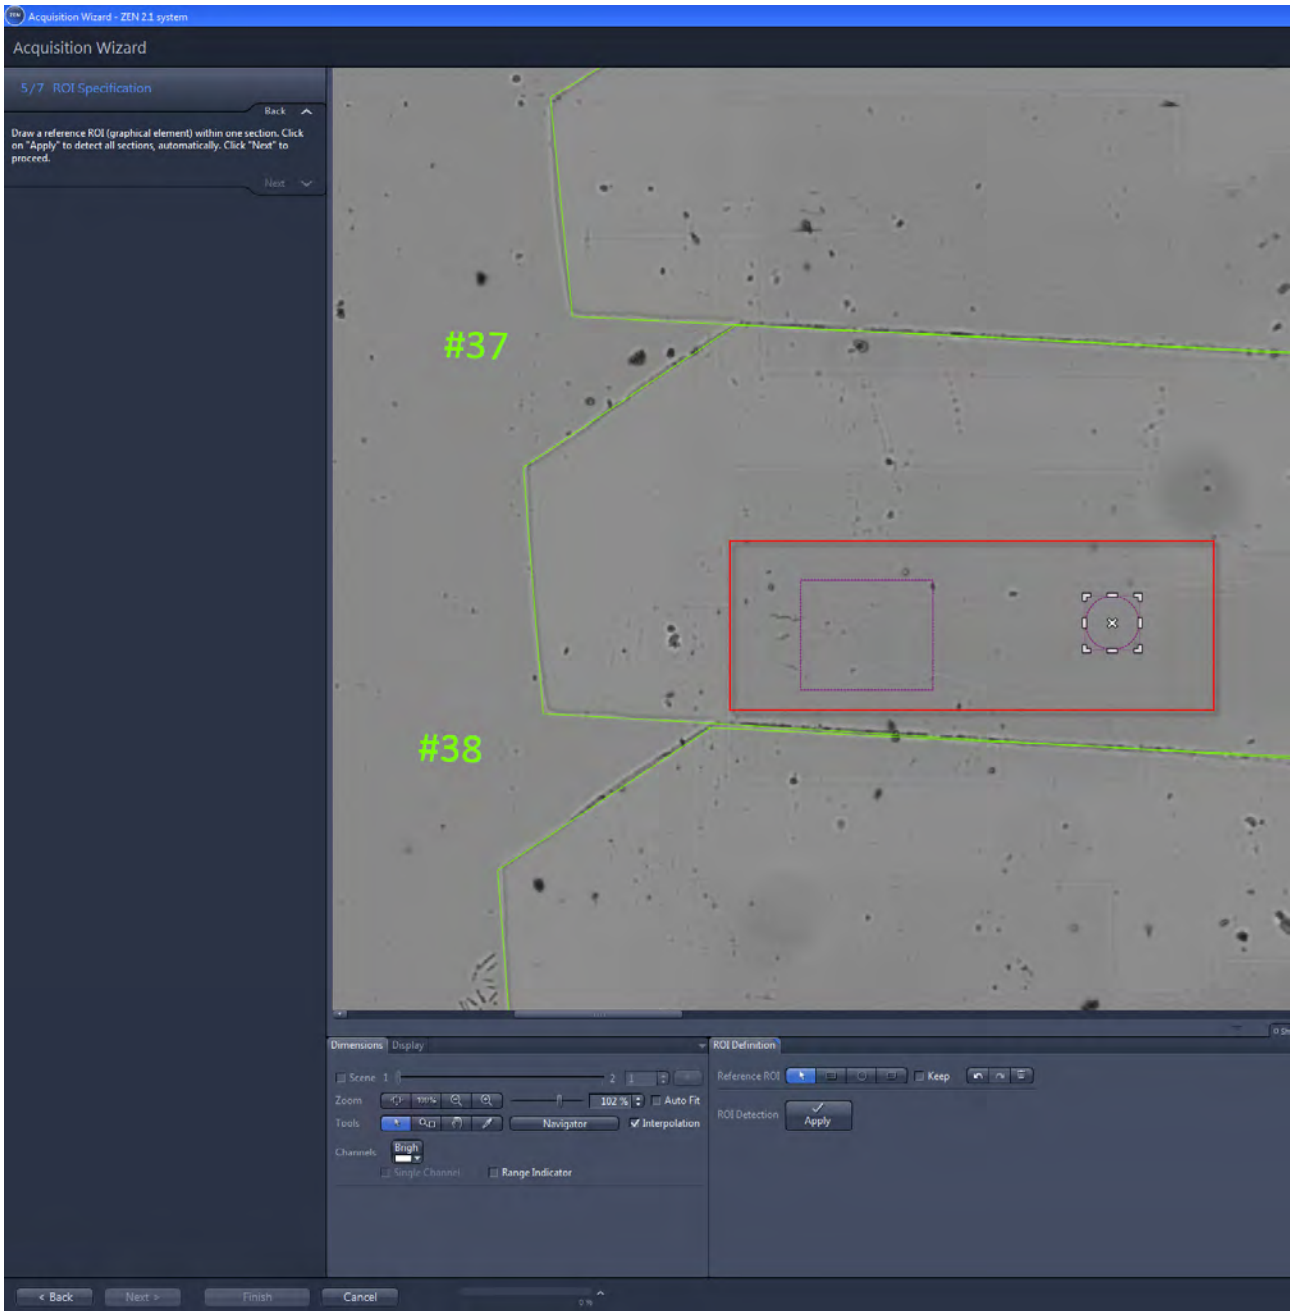 ZEN Acquisition Wizard - ZEN 2.1 system
Acquisition Wizard
5/7 ROI Specification
Back
Draw a reference ROI (graphical element) within one section. Click
on "Apply" to detect all sections, automatically. Click "Next" to
proceed.
Next
#37
#38
Dimensions Display
Scene 1 2 1
Zoom 100% 102 % Auto Fit
Tools Navigator Interpolation
Channels Brigh
Single Channel Range Indicator
ROI Definition
Reference ROI Keep
ROI Detection Apply
< Back Next > Finish Cancel
0 %